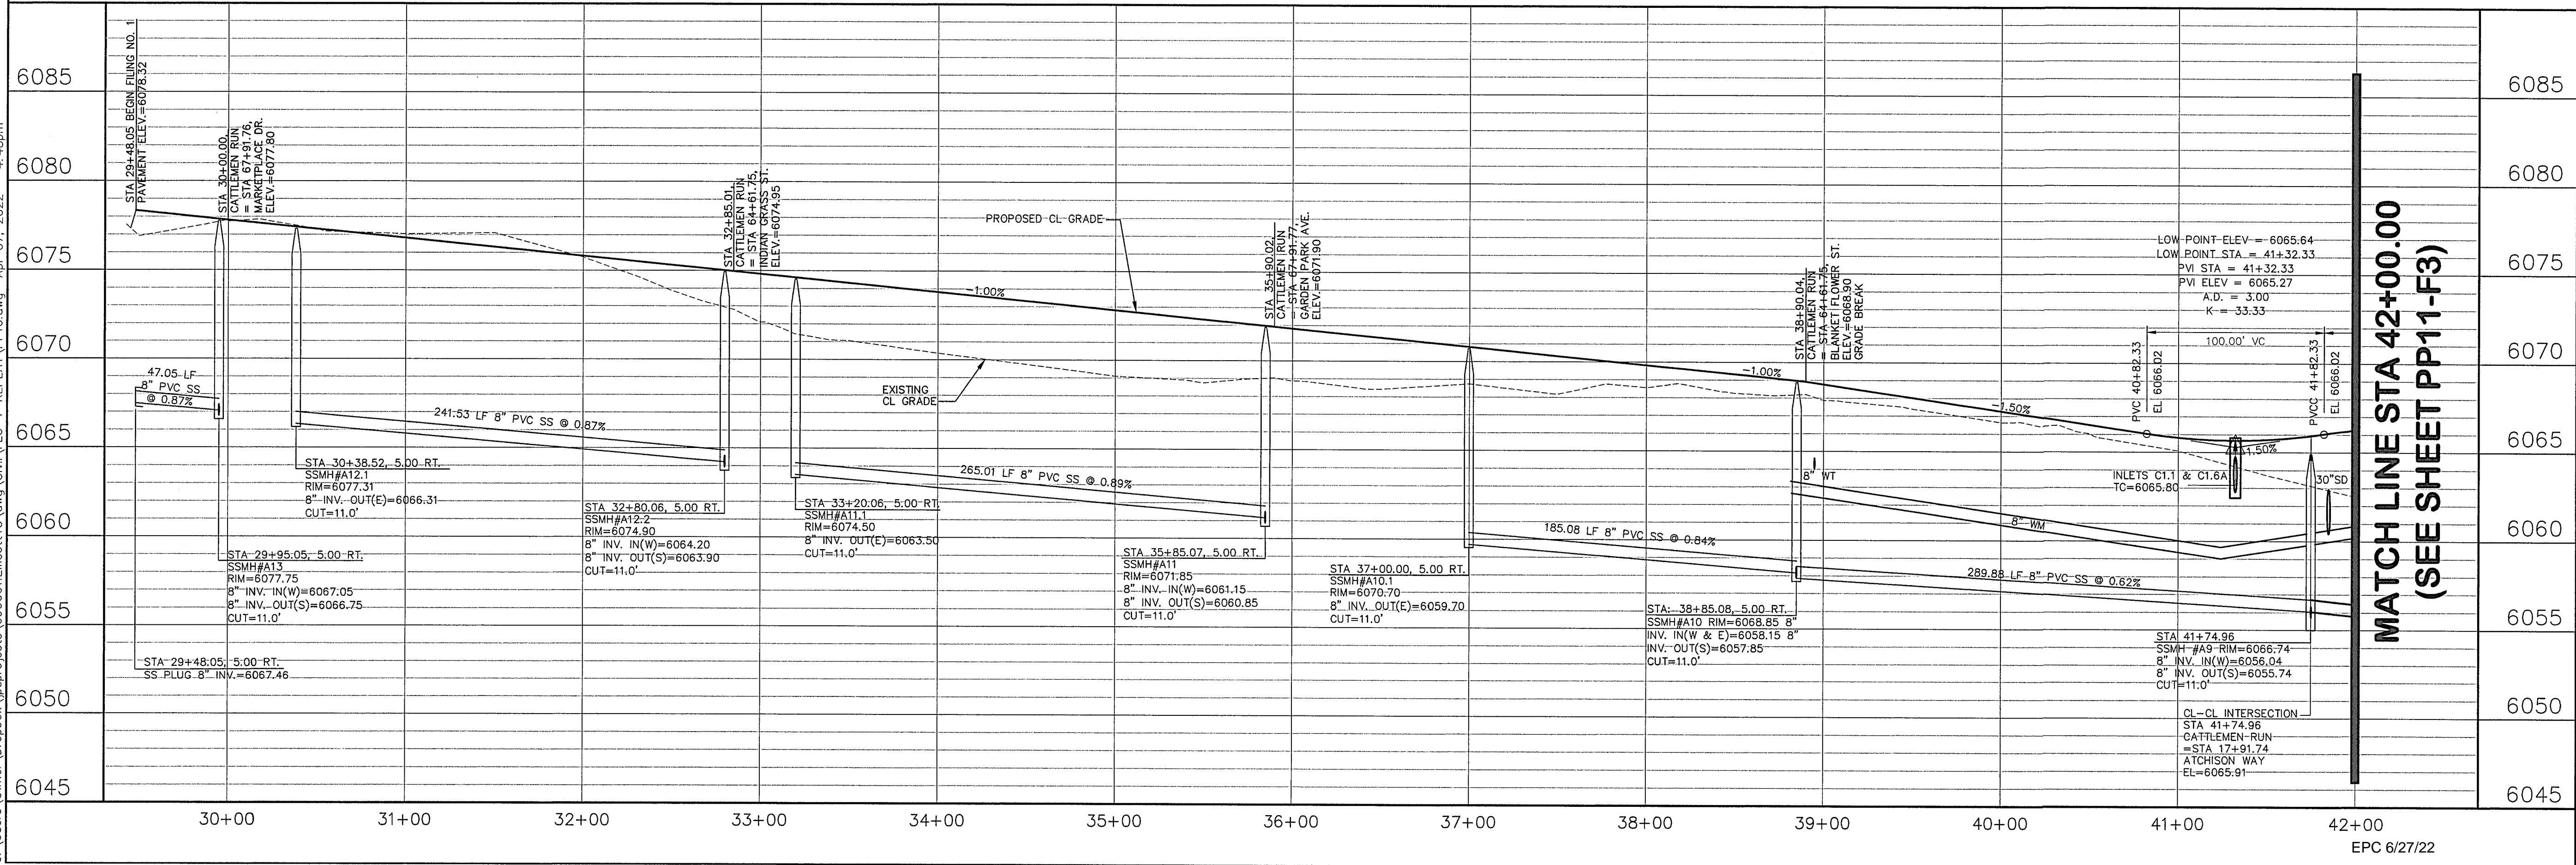 6085
6080
6075
6070
6065
6060
6055
6050
6045
STA 29+48.05 BEGIN FILING NO. 1
PAVEMENT ELEV.=6078.32
STA 30+00.00,
CATTLEMEN RUN
= STA 67+91.76,
MARKETPLACE DR.
ELEV.=6077.80
STA 32+85.01,
CATTLEMEN RUN
= STA 64+61.75,
INDIAN GRASS ST.
ELEV.=6074.95
PROPOSED CL GRADE
-1.00%
STA 35+90.02,
CATTLEMEN RUN
= STA 67+91.77,
GARDEN PARK AVE.
ELEV.=6071.90
-1.00%
STA 38+90.04,
CATTLEMEN RUN
= STA 64+61.75,
BLANKET FLOWER ST.
ELEV.=6068.90
GRADE BREAK
LOW POINT ELEV = 6065.64
LOW POINT STA = 41+32.33
PVI STA = 41+32.33
PVI ELEV = 6065.27
A.D. = 3.00
K = 33.33
100.00' VC
PVC 40+82.33
EL 6066.02
PVCC 41+82.33
EL 6066.02
-1.50%
1.50%
EXISTING
CL GRADE
47.05 LF
8" PVC SS
@ 0.87%
241.53 LF 8" PVC SS @ 0.87%
265.01 LF 8" PVC SS @ 0.89%
185.08 LF 8" PVC SS @ 0.84%
289.88 LF 8" PVC SS @ 0.62%
8" WT
8" WM
INLETS C1.1 & C1.6A
TC=6065.80
30"SD
STA 30+38.52, 5.00 RT.
SSMH#A12.1
RIM=6077.31
8" INV. OUT(E)=6066.31
CUT=11.0'
STA 29+95.05, 5.00 RT.
SSMH#A13
RIM=6077.75
8" INV. IN(W)=6067.05
8" INV. OUT(S)=6066.75
CUT=11.0'
STA 29+48.05, 5.00 RT.
SS PLUG 8" INV.=6067.46
STA 32+80.06, 5.00 RT.
SSMH#A12.2
RIM=6074.90
8" INV. IN(W)=6064.20
8" INV. OUT(S)=6063.90
CUT=11.0'
STA 33+20.06, 5.00 RT.
SSMH#A11.1
RIM=6074.50
8" INV. OUT(E)=6063.50
CUT=11.0'
STA 35+85.07, 5.00 RT.
SSMH#A11
RIM=6071.85
8" INV. IN(W)=6061.15
8" INV. OUT(S)=6060.85
CUT=11.0'
STA 37+00.00, 5.00 RT.
SSMH#A10.1
RIM=6070.70
8" INV. OUT(E)=6059.70
CUT=11.0'
STA: 38+85.08, 5.00 RT.
SSMH#A10 RIM=6068.85 8"
INV. IN(W & E)=6058.15 8"
INV. OUT(S)=6057.85
CUT=11.0'
STA 41+74.96
SSMH #A9 RIM=6066.74
8" INV. IN(W)=6056.04
8" INV. OUT(S)=6055.74
CUT=11.0'
CL-CL INTERSECTION
STA 41+74.96
CATTLEMEN RUN
=STA 17+91.74
ATCHISON WAY
EL=6065.91
MATCH LINE STA 42+00.00
(SEE SHEET PP11-F3)
6085
6080
6075
6070
6065
6060
6055
6050
6045
30+00
31+00
32+00
33+00
34+00
35+00
36+00
37+00
38+00
39+00
40+00
41+00
42+00
EPC 6/27/22